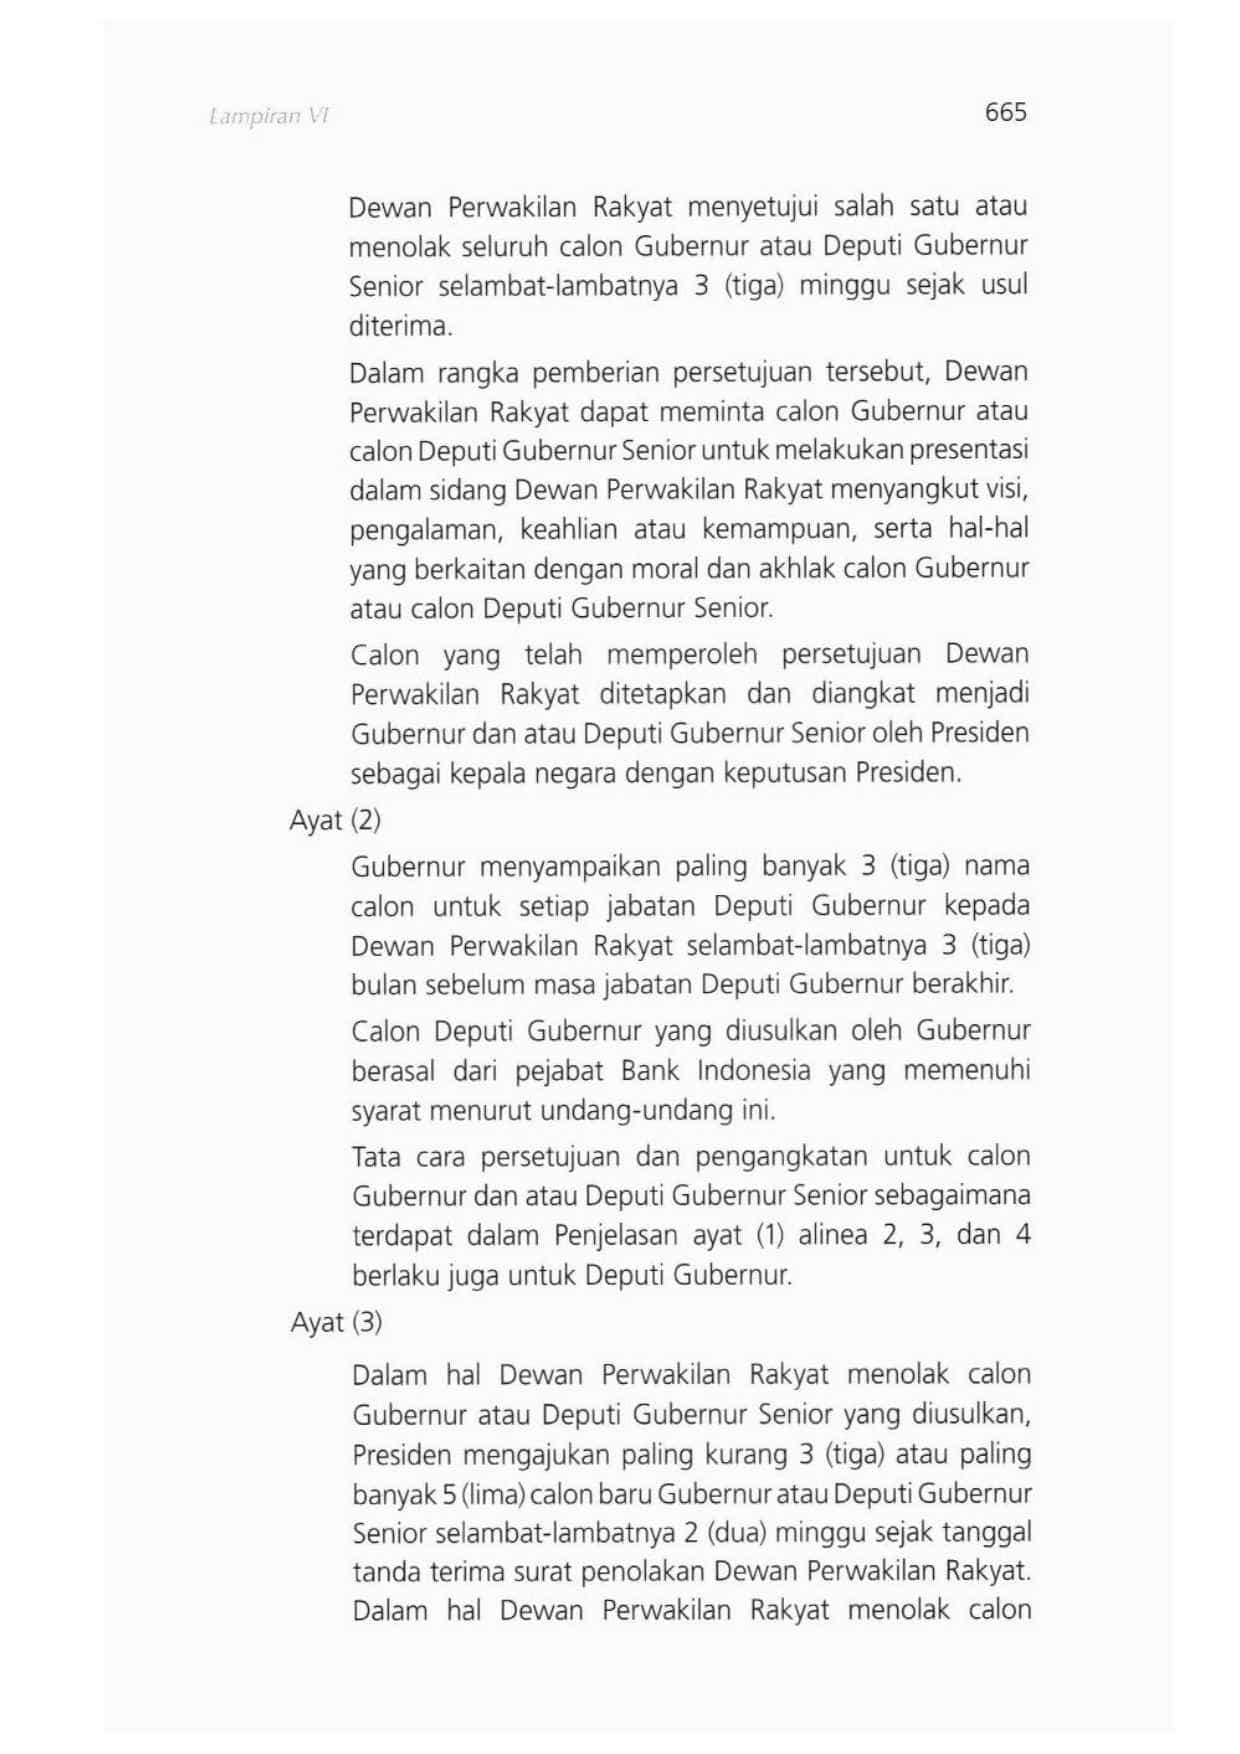 Lampiran VI 665
Dewan Perwakilan Rakyat menyetujui salah satu atau
menolak seluruh calon Gubernur atau Deputi Gubernur
Senior selambat-lambatnya 3 (tiga) minggu sejak usul
diterima.
Dalam rangka pemberian persetujuan tersebut, Dewan
Perwakilan Rakyat dapat meminta calon Gubernur atau
calon Deputi Gubernur Senior untuk melakukan presentasi
dalam sidang Dewan Perwakilan Rakyat menyangkut visi,
pengalaman, keahlian atau kemampuan, serta hal-hal
yang berkaitan dengan moral dan akhlak calon Gubernur
atau calon Deputi Gubernur Senior.
Calon yang telah memperoleh persetujuan Dewan
Perwakilan Rakyat ditetapkan dan diangkat menjadi
Gubernur dan atau Deputi Gubernur Senior oleh Presiden
sebagai kepala negara dengan keputusan Presiden.
Ayat (2)
Gubernur menyampaikan paling banyak 3 (tiga) nama
calon untuk setiap jabatan Deputi Gubernur kepada
Dewan Perwakilan Rakyat selambat-lambatnya 3 (tiga)
bulan sebelum masa jabatan Deputi Gubernur berakhir.
Calon Deputi Gubernur yang diusulkan oleh Gubernur
berasal dari pejabat Bank Indonesia yang memenuhi
syarat menurut undang-undang ini.
Tata cara persetujuan dan pengangkatan untuk calon
Gubernur dan atau Deputi Gubernur Senior sebagaimana
terdapat dalam Penjelasan ayat (1) alinea 2, 3, dan 4
berlaku juga untuk Deputi Gubernur.
Ayat (3)
Dalam hal Dewan Perwakilan Rakyat menolak calon
Gubernur atau Deputi Gubernur Senior yang diusulkan,
Presiden mengajukan paling kurang 3 (tiga) atau paling
banyak 5 (lima) calon baru Gubernur atau Deputi Gubernur
Senior selambat-lambatnya 2 (dua) minggu sejak tanggal
tanda terima surat penolakan Dewan Perwakilan Rakyat.
Dalam hal Dewan Perwakilan Rakyat menolak calon